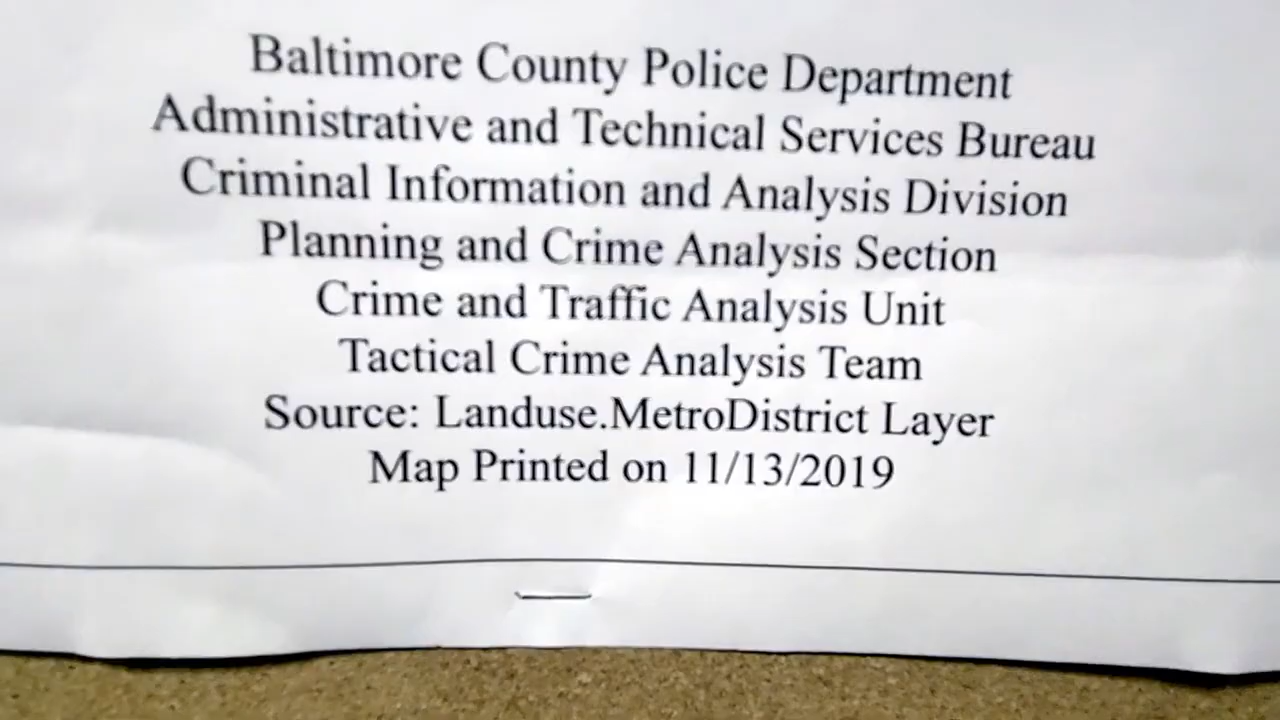 Baltimore County Police Department
Administrative and Technical Services Bureau
Criminal Information and Analysis Division
Planning and Crime Analysis Section
Crime and Traffic Analysis Unit
Tactical Crime Analysis Team
Source: Landuse.MetroDistrict Layer
Map Printed on 11/13/2019